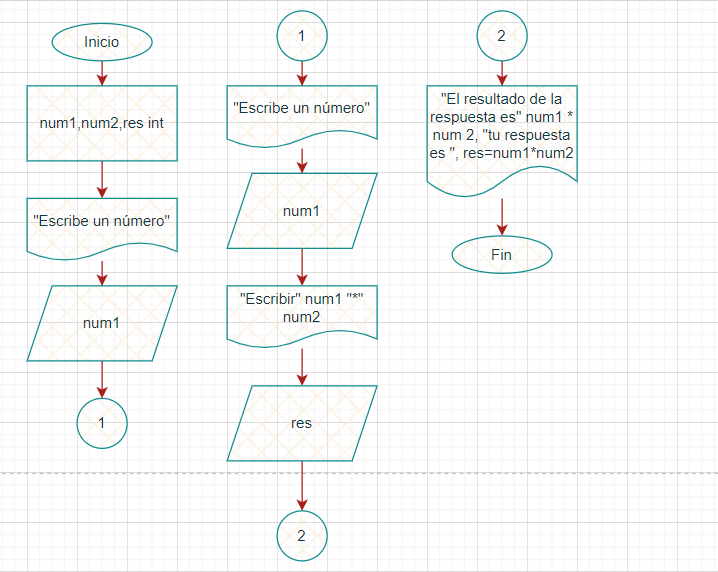 Inicio
num1,num2,res int
"Escribe un número"
num1
1
1
"Escribe un número"
num1
"Escribir" num1 "*"
num2
res
2
2
"El resultado de la
respuesta es" num1 *
num 2, "tu respuesta
es ", res=num1*num2
Fin